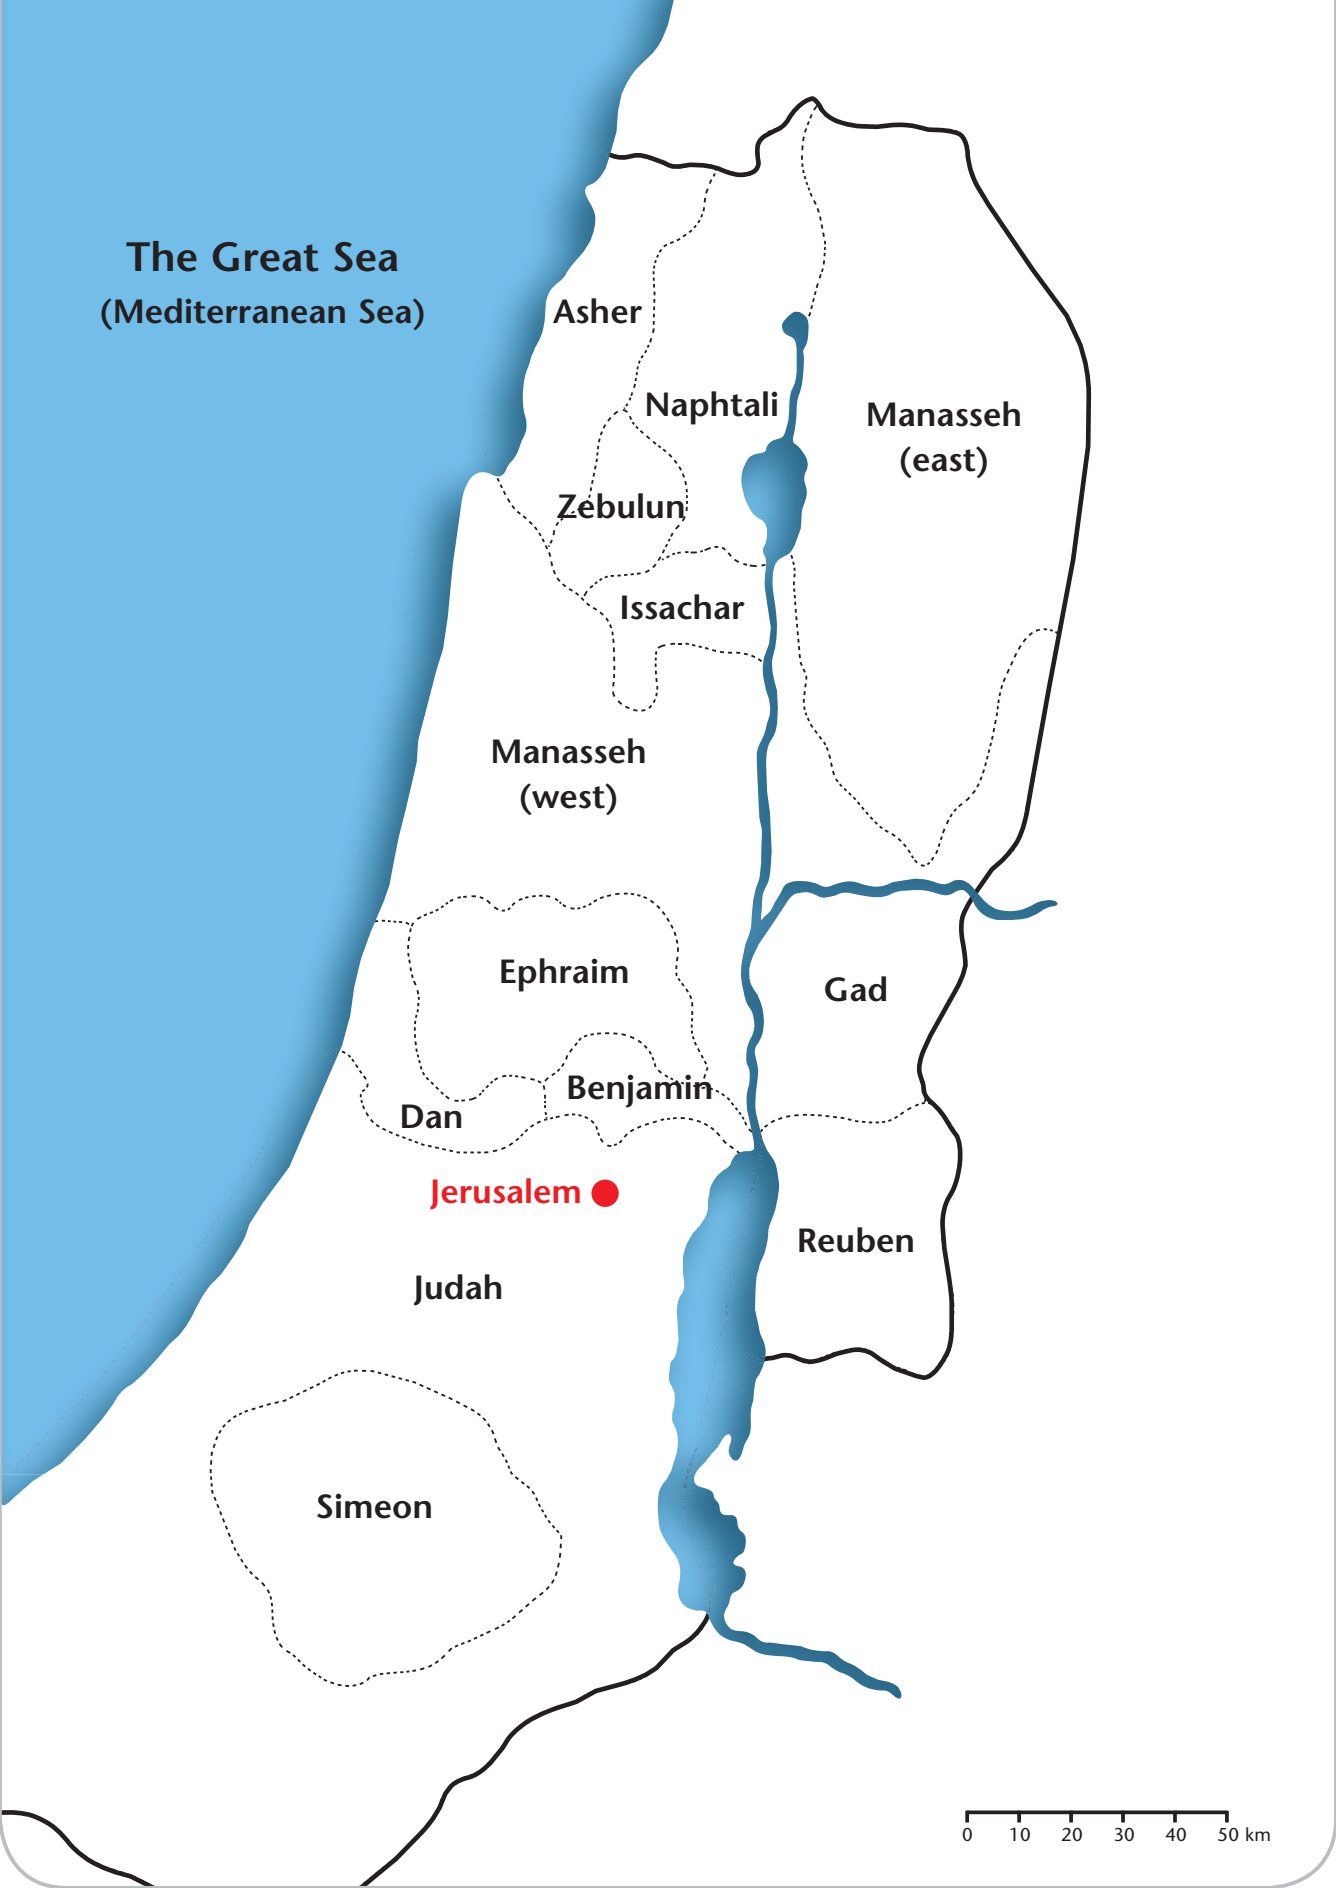 The Great Sea
(Mediterranean Sea)
Asher
Naphtali
Manasseh
(east)
Zebulun
Issachar
Manasseh
(west)
Ephraim
Gad
Benjamin
Dan
Jerusalem
Reuben
Judah
Simeon
0 10 20 30 40 50 km